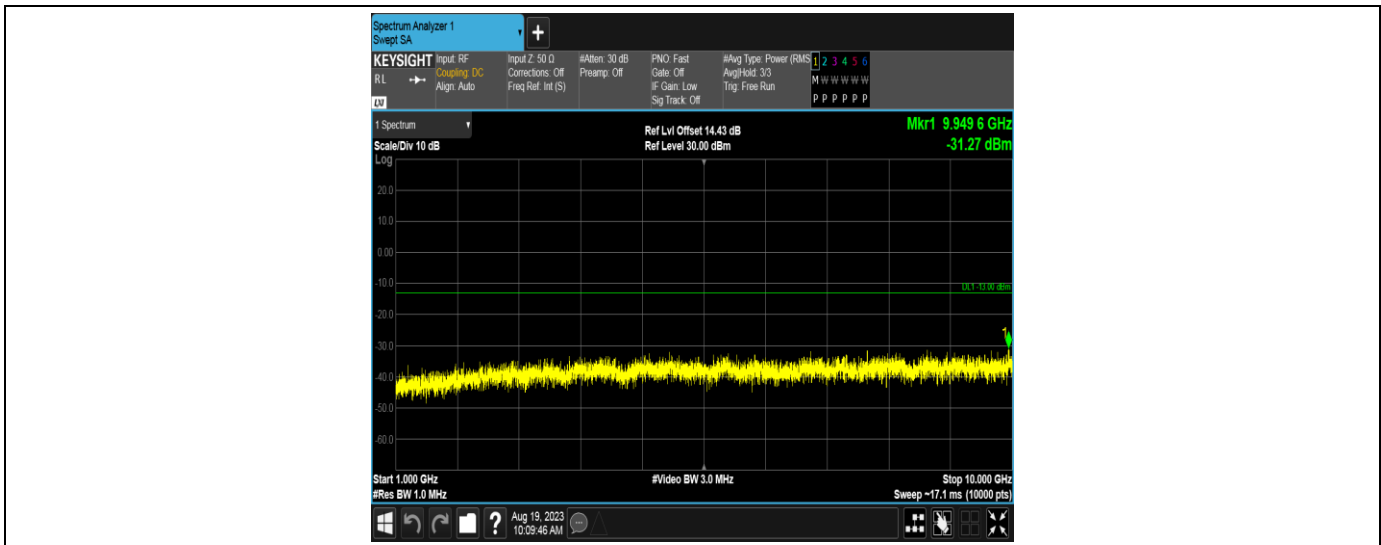 Spectrum Analyzer 1
Swept SA
+
KEYSIGHT
RL
LXI
Input: RF
Coupling: DC
Align: Auto
Input Z: 50 Ω
Corrections: Off
Freq Ref: Int (S)
#Atten: 30 dB
Preamp: Off
PNO: Fast
Gate: Off
IF Gain: Low
Sig Track: Off
#Avg Type: Power (RMS
Avg|Hold: 3/3
Trig: Free Run
1 2 3 4 5 6
M W W W W W
P P P P P P
1 Spectrum
Scale/Div 10 dB
Ref Lvl Offset 14.43 dB
Ref Level 30.00 dBm
Mkr1 9.949 6 GHz
-31.27 dBm
Log
20.0
10.0
0.00
-10.0
DL1 -13.00 dBm
-20.0
1
-30.0
-40.0
-50.0
-60.0
Start 1.000 GHz
#Res BW 1.0 MHz
#Video BW 3.0 MHz
Stop 10.000 GHz
Sweep ~17.1 ms (10000 pts)
?
Aug 19, 2023
10:09:46 AM